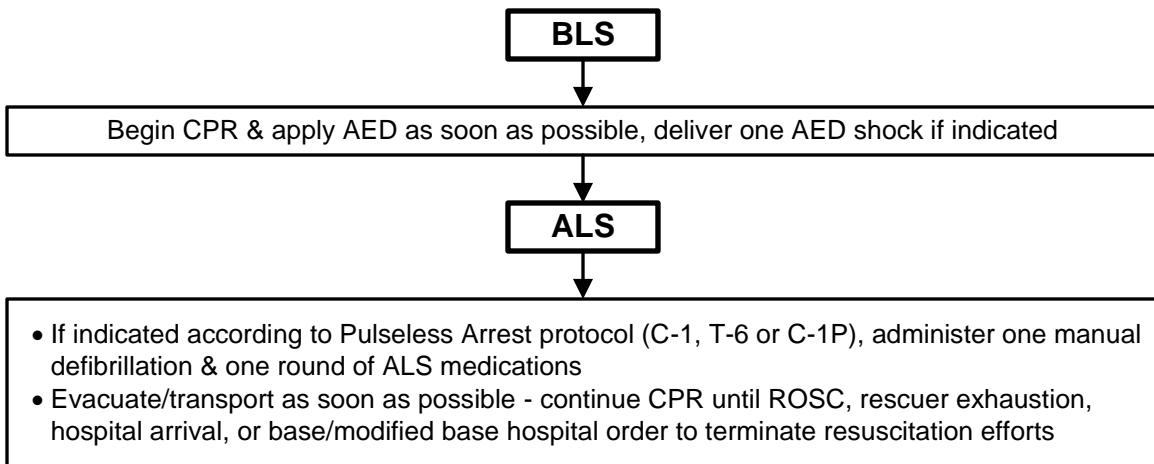 BLS
Begin CPR & apply AED as soon as possible, deliver one AED shock if indicated
ALS
• If indicated according to Pulseless Arrest protocol (C-1, T-6 or C-1P), administer one manual
defibrillation & one round of ALS medications
• Evacuate/transport as soon as possible - continue CPR until ROSC, rescuer exhaustion,
hospital arrival, or base/modified base hospital order to terminate resuscitation efforts